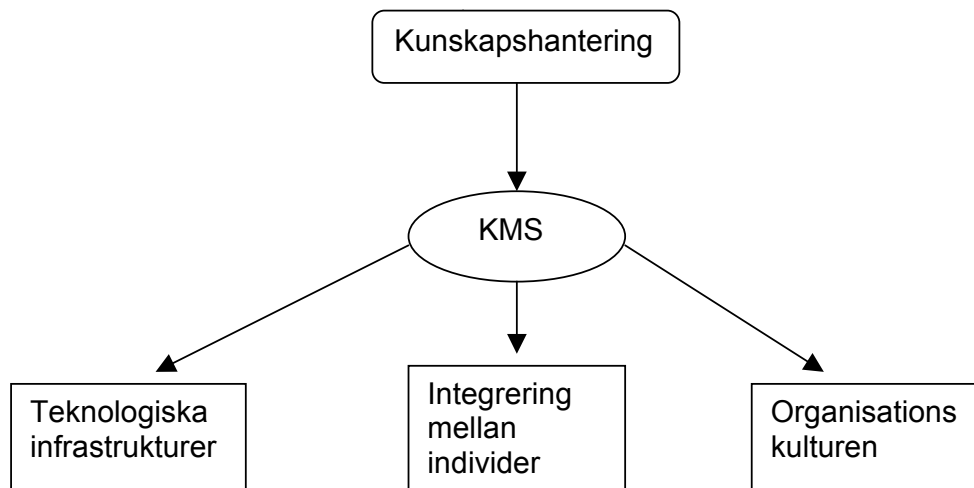 Kunskapshantering
KMS
Teknologiska
infrastrukturer
Integrering
mellan
individer
Organisations
kulturen